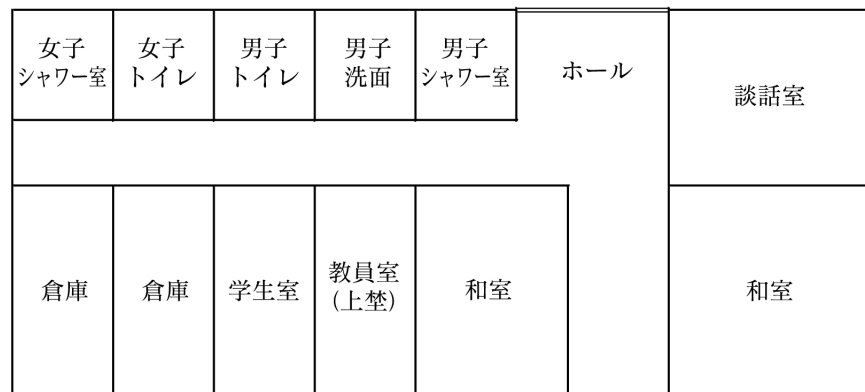 女子
シャワー室
女子
トイレ
男子
トイレ
男子
洗面
男子
シャワー室
ホール
談話室
倉庫
倉庫
学生室
教員室
(上埜)
和室
和室